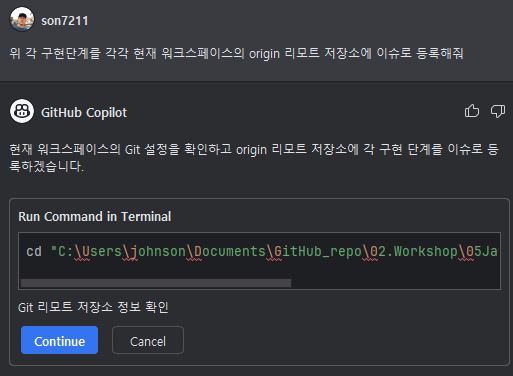 son7211
위 각 구현단계를 각각 현재 워크스페이스의 origin 리모트 저장소에 이슈로 등록해줘
GitHub Copilot
현재 워크스페이스의 Git 설정을 확인하고 origin 리모트 저장소에 각 구현 단계를 이슈로 등
록하겠습니다.
Run Command in Terminal
cd "C:\Users\johnson\Documents\GitHub_repo\02.Workshop\05Ja
Git 리모트 저장소 정보 확인
Continue Cancel